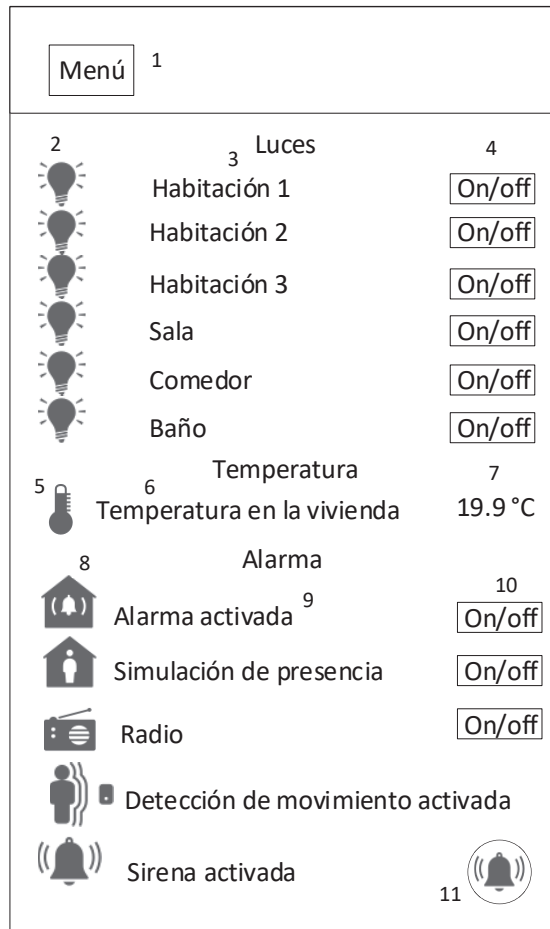 Menú 1
2 3 Luces 4
Habitación 1 On/off
Habitación 2 On/off
Habitación 3 On/off
Sala On/off
Comedor On/off
Baño On/off
Temperatura 7
5 6
Temperatura en la vivienda 19.9 °C
8 Alarma
10
Alarma activada 9 On/off
Simulación de presencia On/off
Radio On/off
Detección de movimiento activada
Sirena activada
11